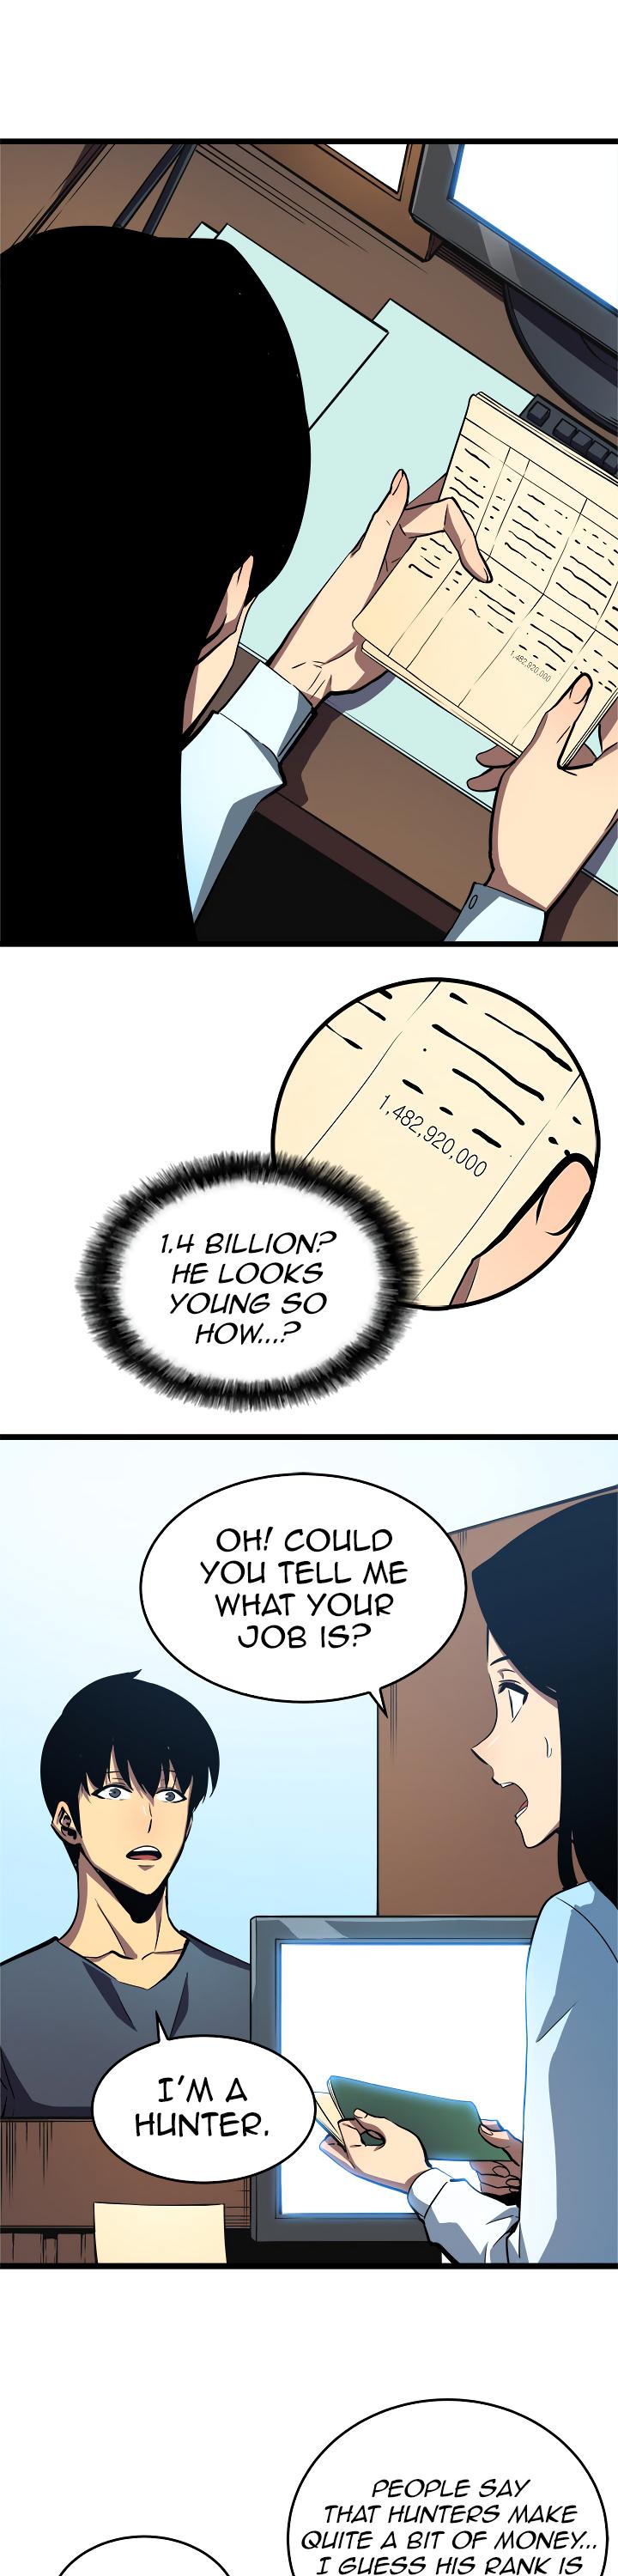 1,482,920,000
1,482,920,000
1.4 BILLION?
HE LOOKS
YOUNG SO
HOW...?
OH! COULD
YOU TELL ME
WHAT YOUR
JOB IS?
I'M A
HUNTER.
PEOPLE SAY
THAT HUNTERS MAKE
QUITE A BIT OF MONEY...
I GUESS HIS RANK IS